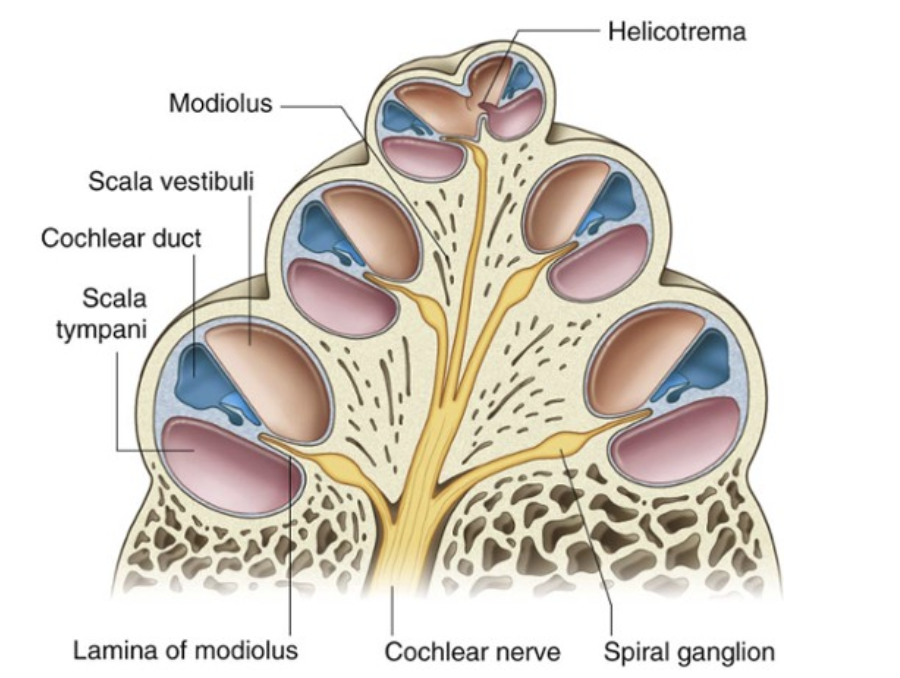 Helicotrema
Modiolus
Scala vestibuli
Cochlear duct
Scala
tympani
Lamina of modiolus
Cochlear nerve
Spiral ganglion